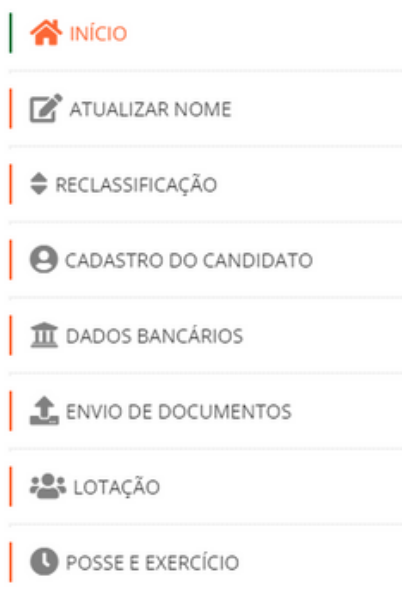 INÍCIO
ATUALIZAR NOME
RECLASSIFICAÇÃO
CADASTRO DO CANDIDATO
DADOS BANCÁRIOS
ENVIO DE DOCUMENTOS
LOTAÇÃO
POSSE E EXERCÍCIO